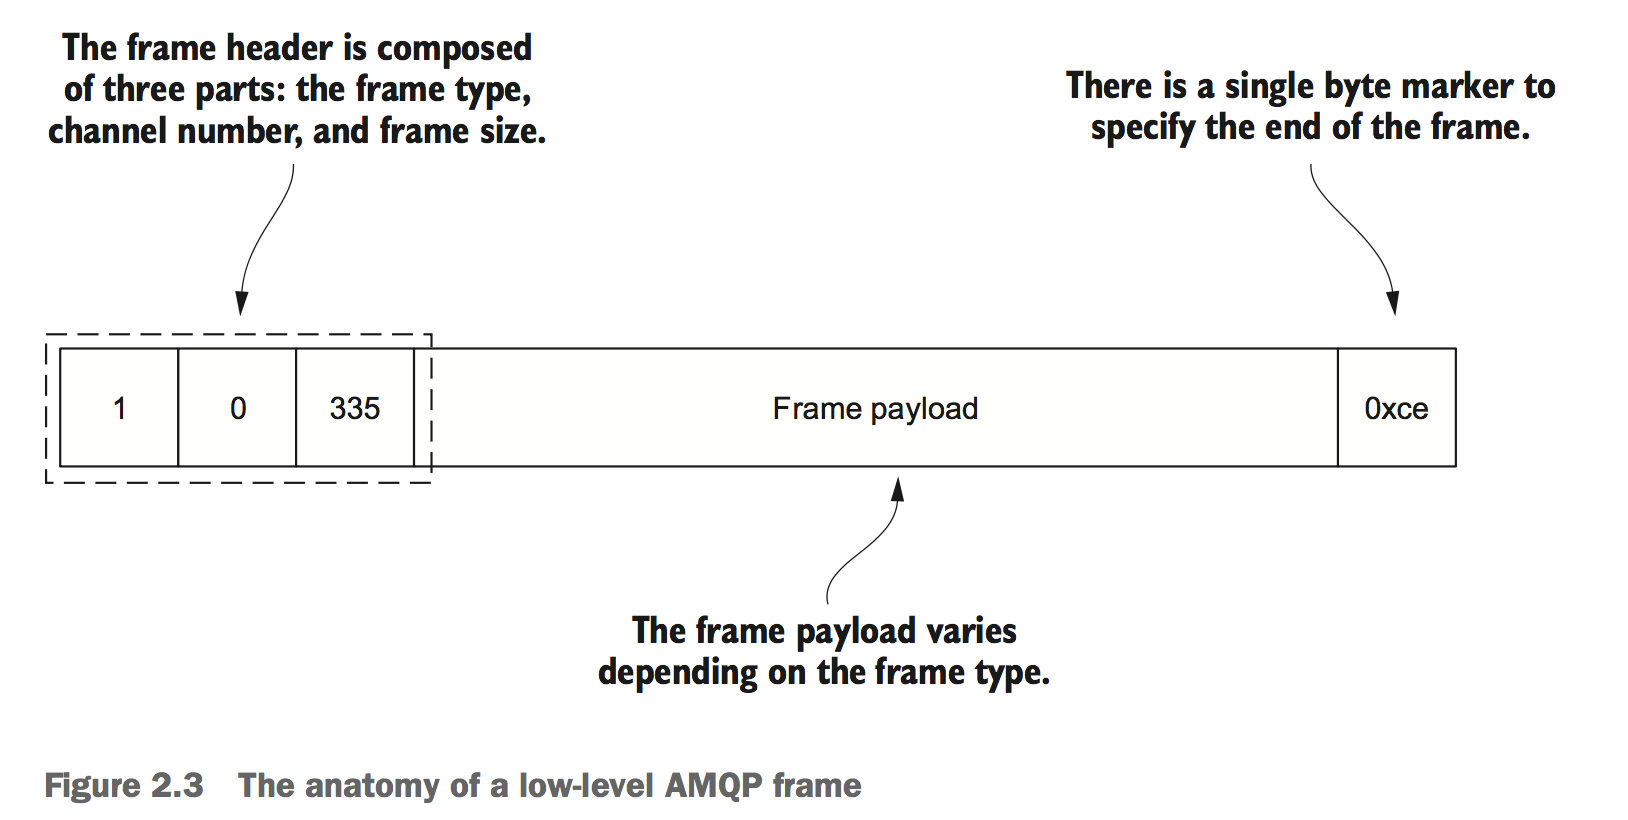 The frame header is composed
of three parts: the frame type,
channel number, and frame size.
There is a single byte marker to
specify the end of the frame.
1 0 335 Frame payload 0xce
The frame payload varies
depending on the frame type.
Figure 2.3 The anatomy of a low-level AMQP frame